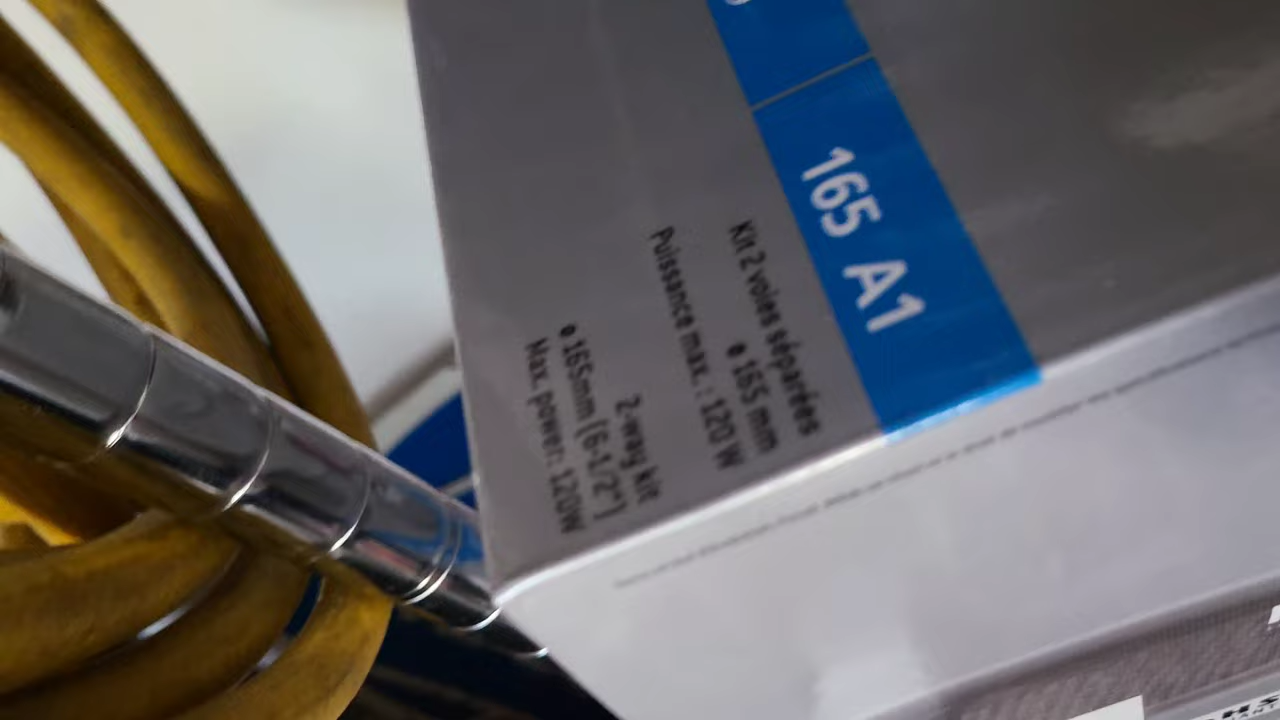 165 A1
Kit 2 voies séparées
• 165 mm
Puissance max. : 120 W
2-way kit
• 165mm (6-1/2")
Max. power: 120W